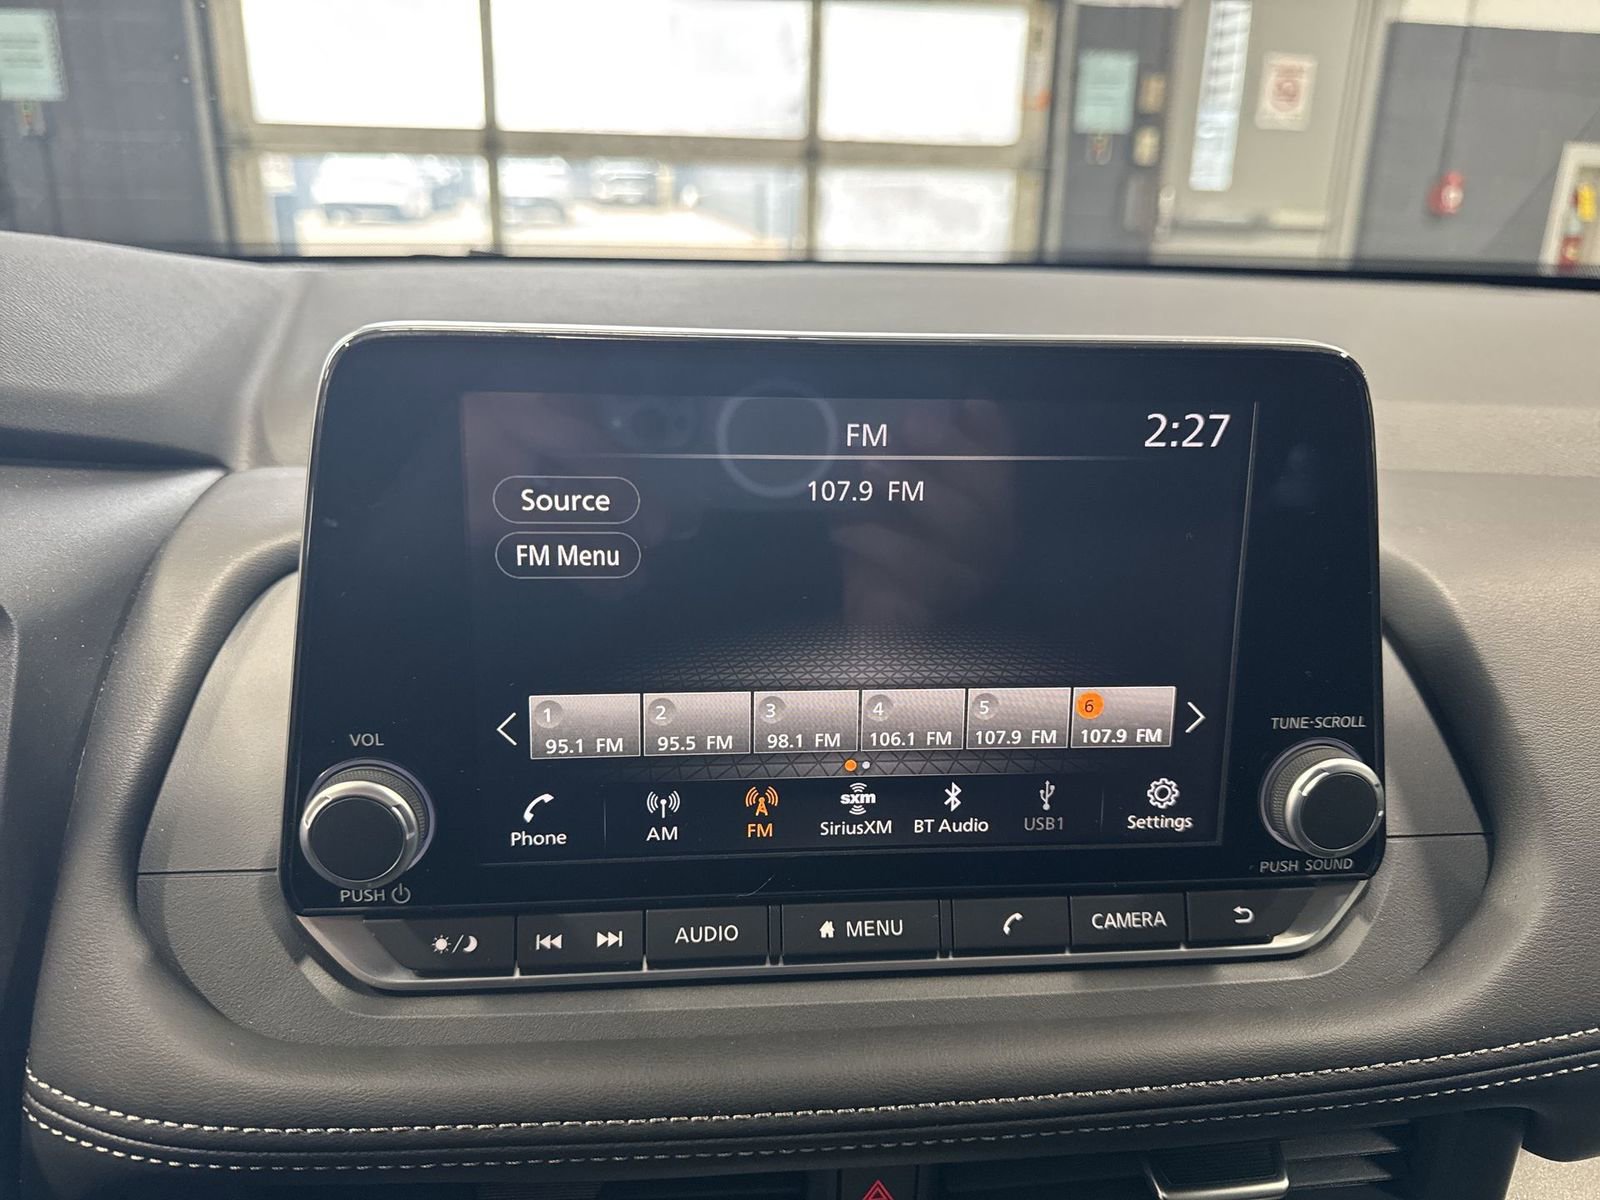 FM
2:27
Source
107.9 FM
FM Menu
1
2
3
4
5
6
95.1 FM
95.5 FM
98.1 FM
106.1 FM
107.9 FM
107.9 FM
VOL
TUNE-SCROLL
Phone
AM
FM
sxm
SiriusXM
BT Audio
USB1
Settings
PUSH
PUSH SOUND
AUDIO
MENU
CAMERA